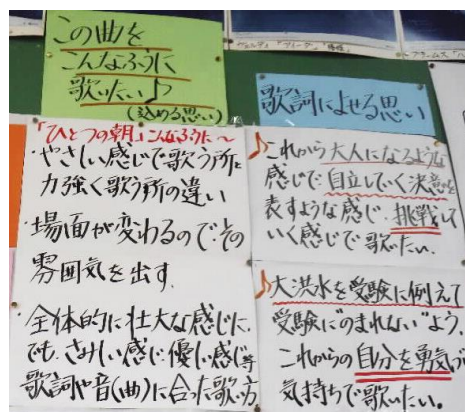 この曲を
こんなふうに
歌いたい♪
(込める思い)
「ひとつの朝」こんなふうに～
・やさしい感じで歌う所と
力強く歌う所の違い
・場面が変わるのでその
雰囲気を出す.
・全体的に壮大な感じに.
でも、さみしい感じ・優しい感じ等
歌詞や音(曲)に合った歌い方
歌詞によせる思い
♪これから大人になるような
感じで自立していく決意を
表すような感じ・挑戦して
いく感じで歌いたい.
♪大洪水を受験に例えて
受験に"のまれない"よう、
これからの自分を勇気づ
気持ちで歌いたい。